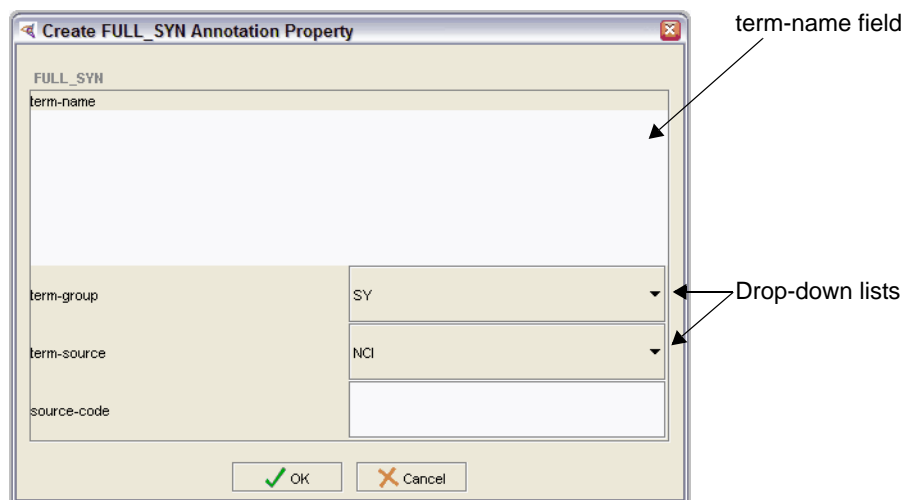 Create FULL_SYN Annotation Property
term-name field
FULL_SYN
term-name
term-group
SY
Drop-down lists
term-source
NCI
source-code
OK
Cancel